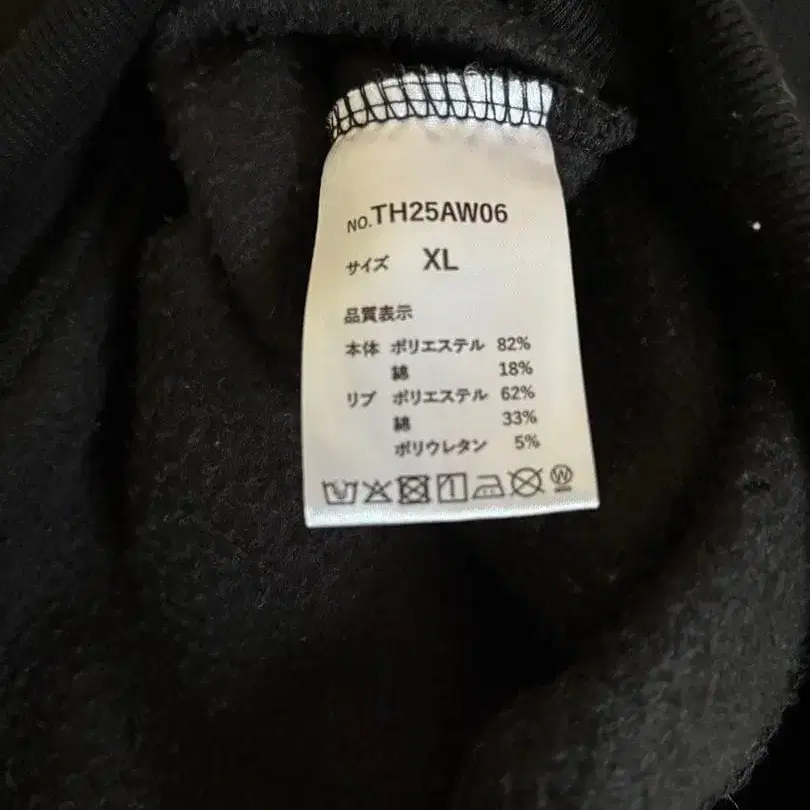 NO.TH25AW06
サイズ XL
品質表示
本体 ポリエステル 82%
綿 18%
リブ ポリエステル 62%
綿 33%
ポリウレタン 5%
W